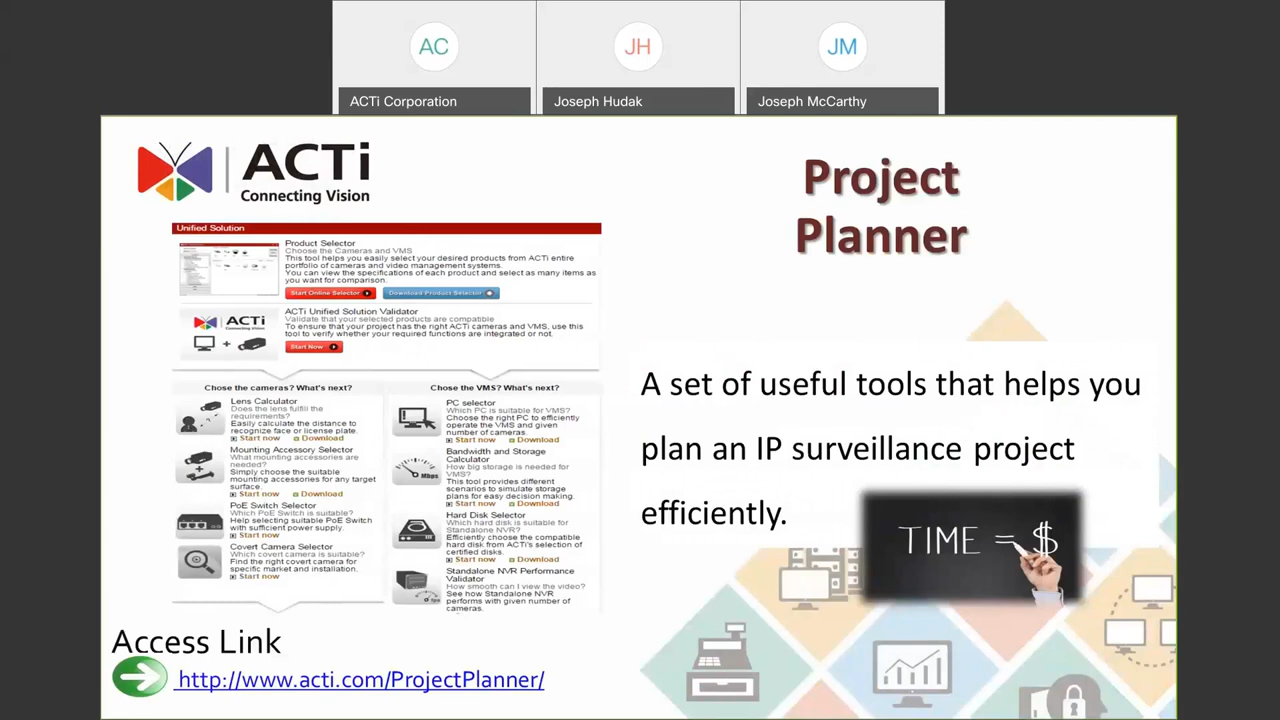 AC
JH
JM
ACTi Corporation
Joseph Hudak
Joseph McCarthy
ACTi
Connecting Vision
Project
Planner
Unified Solution
Product Selector
Choose the Cameras and VMS
This tool helps you easily select your desired products from ACTi entire
portfolio of cameras and video management systems.
You can view the specifications of each product and select as many items as
you want for comparison.
Start Online Selector
Download Product Selector
ACTi Unified Solution Validator
Validate that your selected products are compatible
To ensure that your project has the right ACTi cameras and VMS, use this
tool to verify whether your required functions are integrated or not.
Start Now
ACTi
Connecting Vision
Chose the cameras? What's next?
Lens Calculator
Does the lens fulfill the
requirements?
Easily calculate the distance to
recognize face or license plate.
Start now Download
Mounting Accessory Selector
What mounting accessories are
needed?
Simply choose the suitable
mounting accessories for any target
surface.
Start now Download
PoE Switch Selector
Which PoE Switch is suitable?
Help selecting suitable PoE Switch
with sufficient power supply.
Start now
Covert Camera Selector
Which covert camera is suitable?
Find the right covert camera for
specific market and installation.
Start now
Chose the VMS? What's next?
PC selector
Which PC is suitable for VMS?
Choose the right PC to efficiently
operate the VMS and given
number of cameras.
Start now Download
Bandwidth and Storage
Calculator
How big storage is needed for
VMS?
This tool provides different
scenarios to simulate storage
plans for easy decision making.
Start now Download
Mbps
Hard Disk Selector
Which hard disk is suitable for
Standalone NVR?
Efficiently choose the compatible
hard disk from ACTi's selection of
certified disks.
Start now Download
Standalone NVR Performance
Validator
How smooth can I view the video?
See how Standalone NVR
performs with given number of
cameras.
A set of useful tools that helps you
plan an IP surveillance project
efficiently.
TIME = $
Access Link
http://www.acti.com/ProjectPlanner/